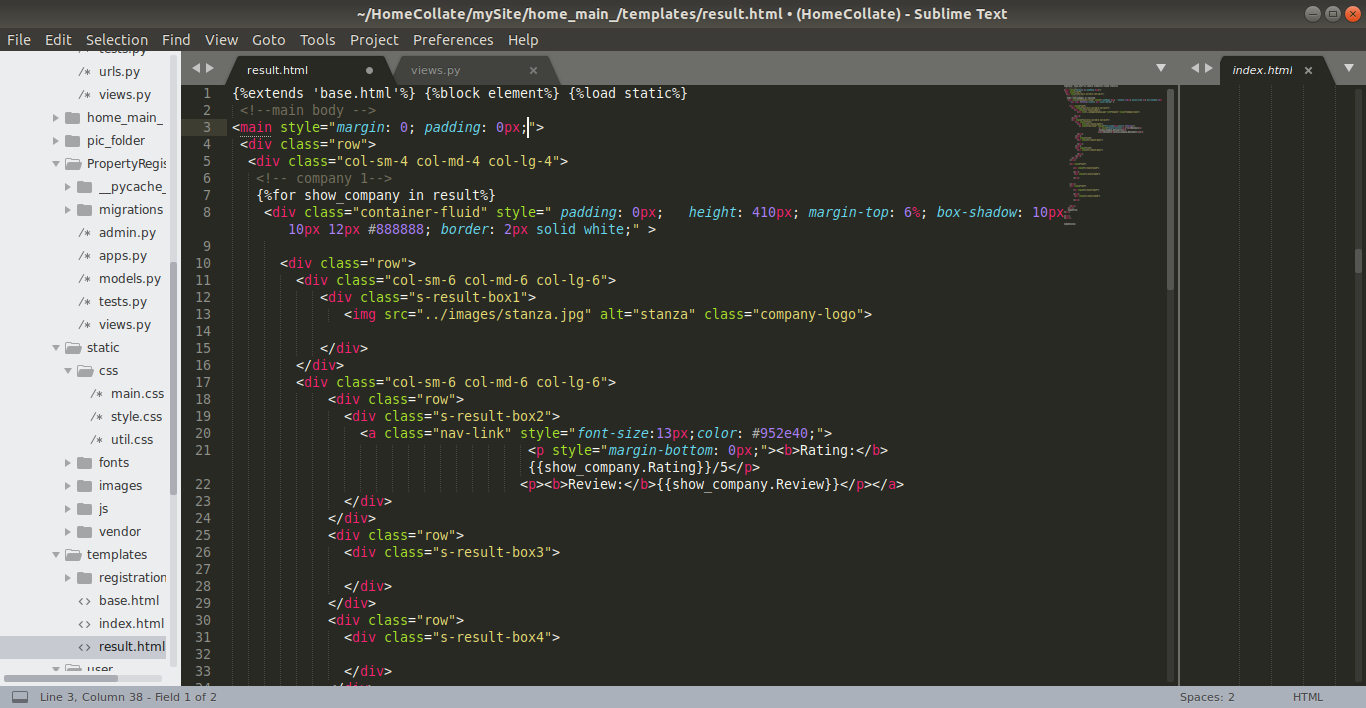 ~/HomeCollate/mySite/home_main_/templates/result.html • (HomeCollate) - Sublime Text
File Edit Selection Find View Goto Tools Project Preferences Help
tests.py
/* urls.py
/* views.py
home_main_
pic_folder
PropertyRegis
__pycache_
migrations
/* admin.py
/* apps.py
/* models.py
/* tests.py
/* views.py
static
css
/* main.css
/* style.css
/* util.css
fonts
images
js
vendor
templates
registration
<> base.html
<> index.html
<> result.html
user
result.html
views.py ×
index.html ×
1 {%extends 'base.html'%} {%block element%} {%load static%}
2 <!--main body -->
3 <main style="margin: 0; padding: 0px;">
4 <div class="row">
5 <div class="col-sm-4 col-md-4 col-lg-4">
6 <!-- company 1-->
7 {%for show_company in result%}
8 <div class="container-fluid" style=" padding: 0px;   height: 410px; margin-top: 6%; box-shadow: 10px
10px 12px #888888; border: 2px solid white;" >
9
10 <div class="row">
11 <div class="col-sm-6 col-md-6 col-lg-6">
12 <div class="s-result-box1">
13 <img src="../images/stanza.jpg" alt="stanza" class="company-logo">
14
15 </div>
16 </div>
17 <div class="col-sm-6 col-md-6 col-lg-6">
18 <div class="row">
19 <div class="s-result-box2">
20 <a class="nav-link" style="font-size:13px;color: #952e40;">
21 <p style="margin-bottom: 0px;"><b>Rating:</b>
{{show_company.Rating}}/5</p>
22 <p><b>Review:</b>{{show_company.Review}}</p></a>
23 </div>
24 </div>
25 <div class="row">
26 <div class="s-result-box3">
27
28 </div>
29 </div>
30 <div class="row">
31 <div class="s-result-box4">
32
33 </div>
34 </div>
Line 3, Column 38 - Field 1 of 2
Spaces: 2
HTML